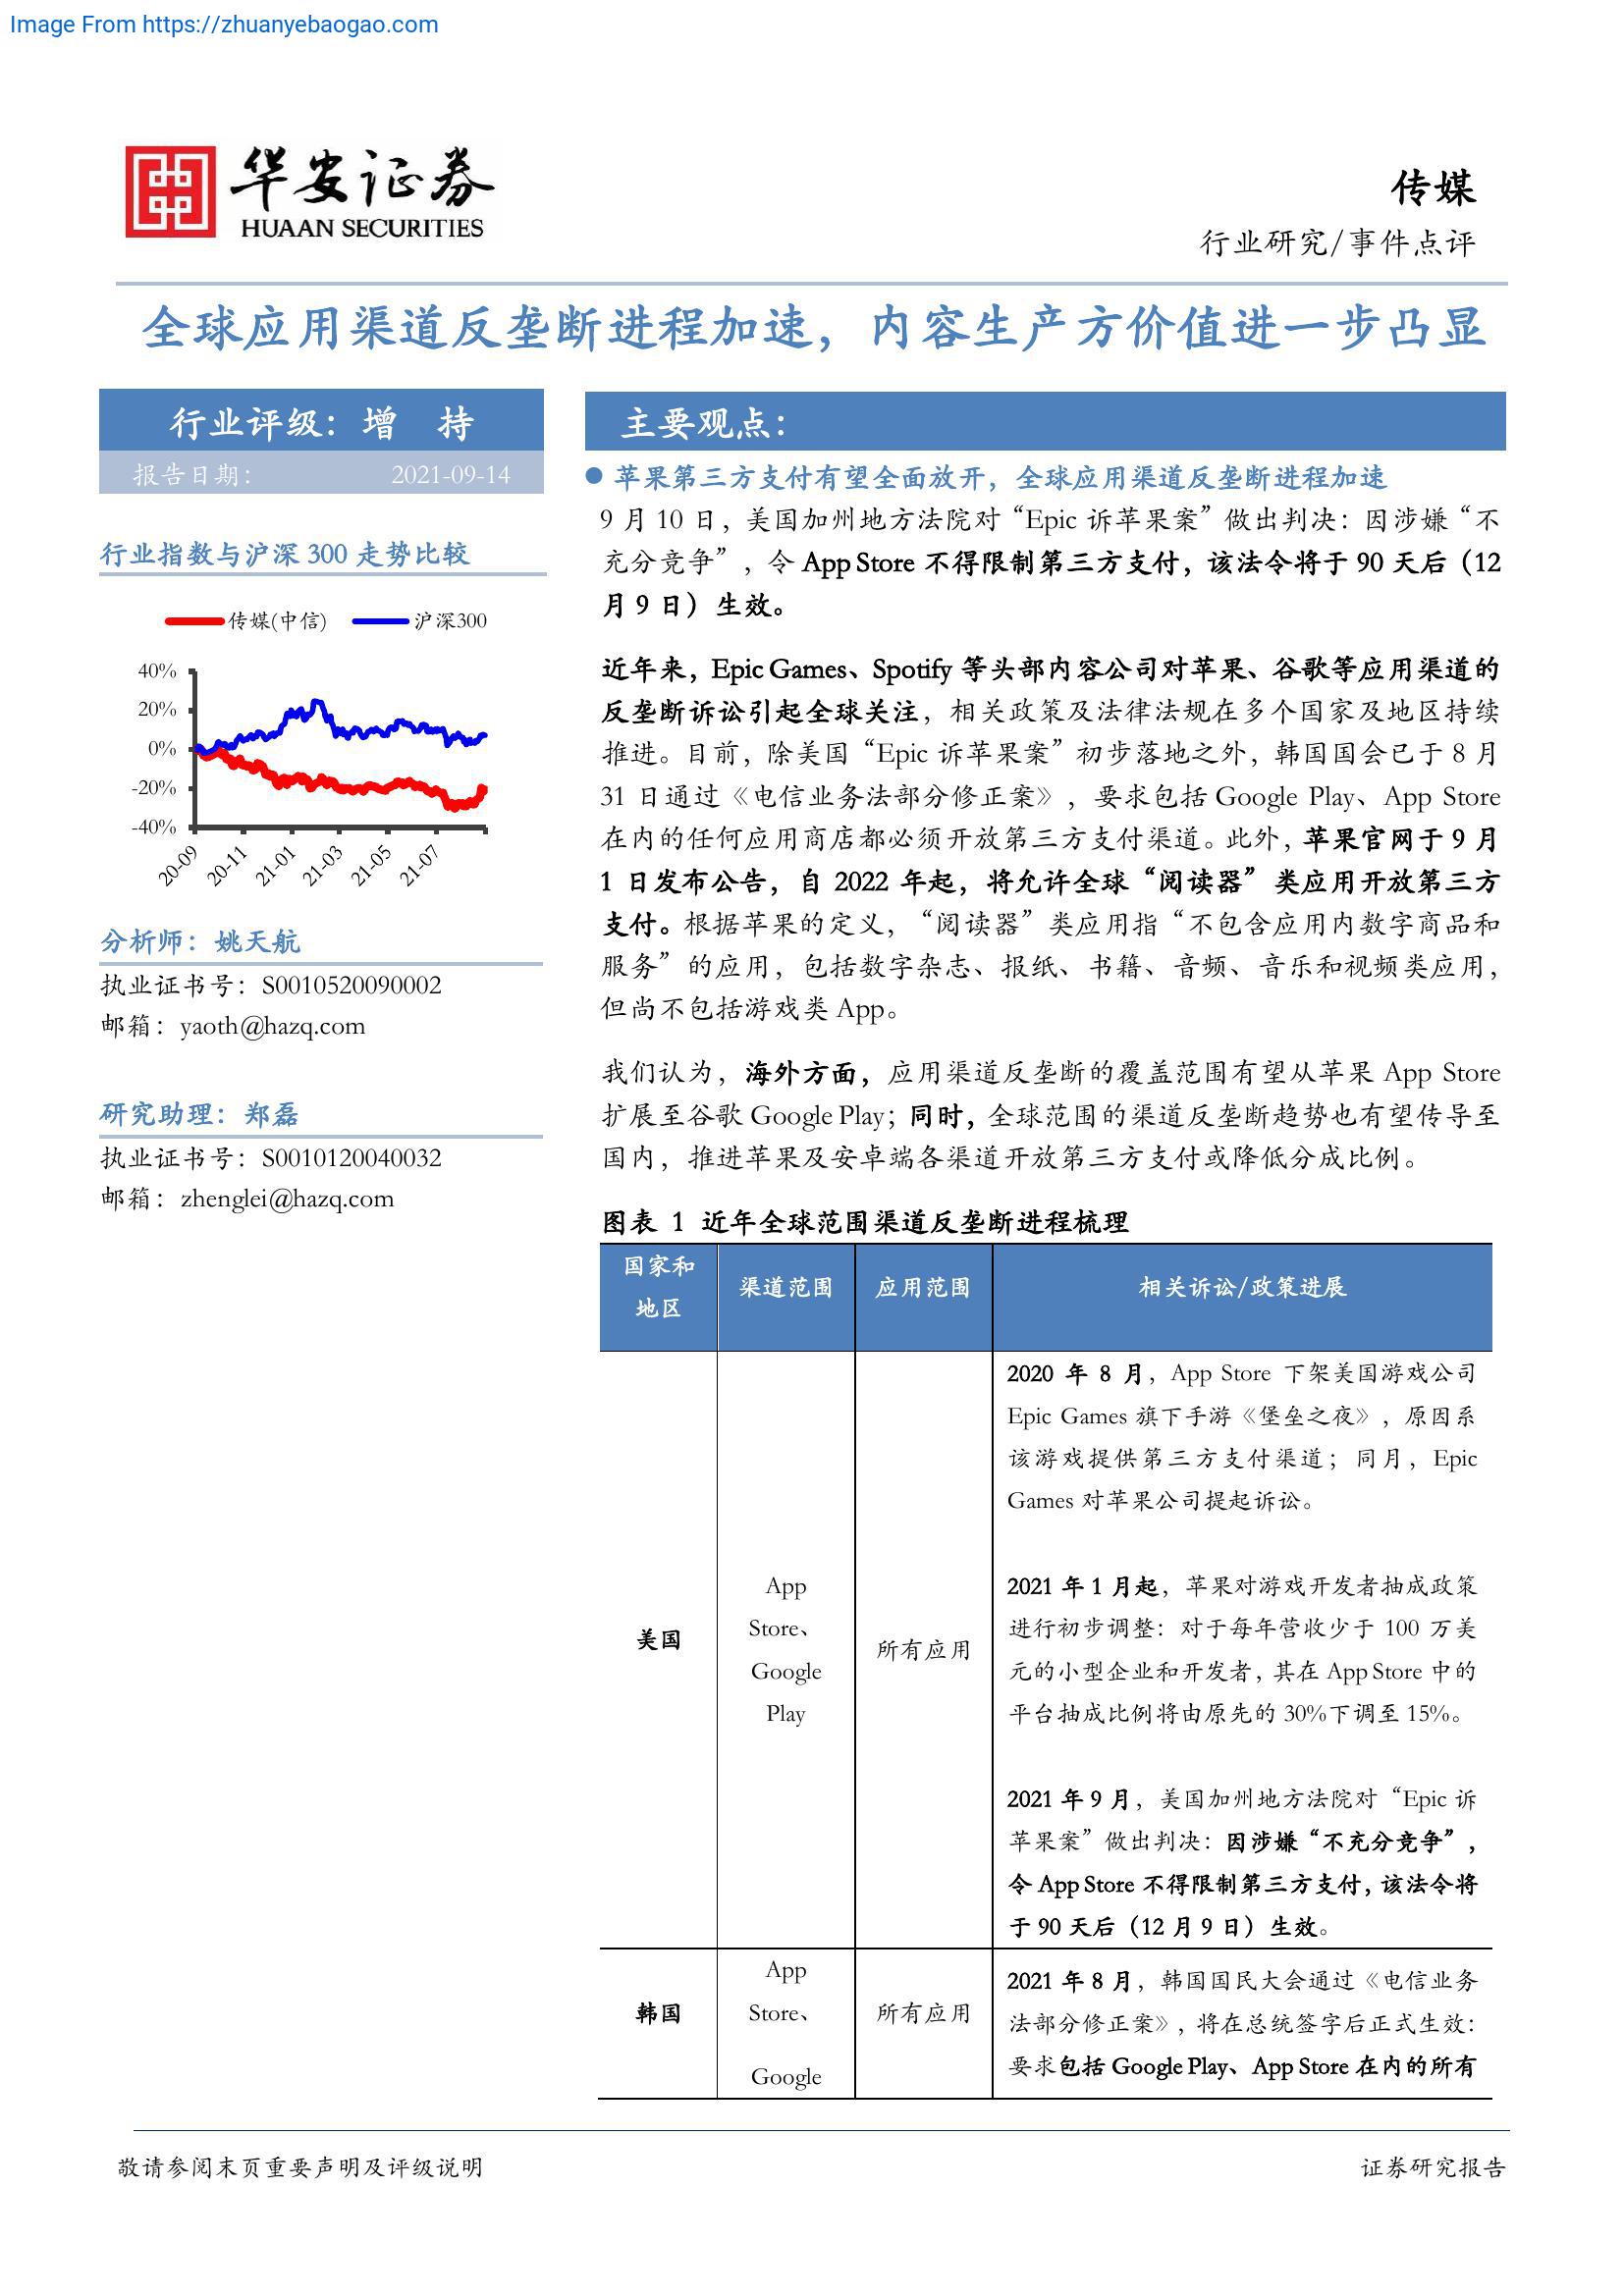 Image From https://zhuanyebaogao.com
华安证券
HUAAN SECURITIES
传媒
行业研究/事件点评
全球应用渠道反垄断进程加速，内容生产方价值进一步凸显
行业评级：增 持
报告日期： 2021-09-14
行业指数与沪深 300 走势比较
传媒(中信) 沪深300
40%
20%
0%
-20%
-40%
20-09 20-11 21-01 21-03 21-05 21-07
分析师：姚天航
执业证书号：S0010520090002
邮箱：yaoth@hazq.com
研究助理：郑磊
执业证书号：S0010120040032
邮箱：zhenglei@hazq.com
主要观点：
● 苹果第三方支付有望全面放开，全球应用渠道反垄断进程加速
9 月 10 日，美国加州地方法院对“Epic 诉苹果案”做出判决：因涉嫌“不
充分竞争”，令 App Store 不得限制第三方支付，该法令将于 90 天后（12
月 9 日）生效。
近年来，Epic Games、Spotify 等头部内容公司对苹果、谷歌等应用渠道的
反垄断诉讼引起全球关注，相关政策及法律法规在多个国家及地区持续
推进。目前，除美国“Epic 诉苹果案”初步落地之外，韩国国会已于 8 月
31 日通过《电信业务法部分修正案》，要求包括 Google Play、App Store
在内的任何应用商店都必须开放第三方支付渠道。此外，苹果官网于 9 月
1 日发布公告，自 2022 年起，将允许全球“阅读器”类应用开放第三方
支付。根据苹果的定义，“阅读器”类应用指“不包含应用内数字商品和
服务”的应用，包括数字杂志、报纸、书籍、音频、音乐和视频类应用，
但尚不包括游戏类 App。
我们认为，海外方面，应用渠道反垄断的覆盖范围有望从苹果 App Store
扩展至谷歌 Google Play；同时，全球范围的渠道反垄断趋势也有望传导至
国内，推进苹果及安卓端各渠道开放第三方支付或降低分成比例。
图表 1 近年全球范围渠道反垄断进程梳理
国家和
地区
渠道范围
应用范围
相关诉讼/政策进展
美国
App
Store、
Google
Play
所有应用
2020 年 8 月，App Store 下架美国游戏公司
Epic Games 旗下手游《堡垒之夜》，原因系
该游戏提供第三方支付渠道；同月，Epic
Games 对苹果公司提起诉讼。
2021 年 1 月起，苹果对游戏开发者抽成政策
进行初步调整：对于每年营收少于 100 万美
元的小型企业和开发者，其在 App Store 中的
平台抽成比例将由原先的 30%下调至 15%。
2021 年 9 月，美国加州地方法院对“Epic 诉
苹果案”做出判决：因涉嫌“不充分竞争”，
令 App Store 不得限制第三方支付，该法令将
于 90 天后（12 月 9 日）生效。
韩国
App
Store、
Google
所有应用
2021 年 8 月，韩国国民大会通过《电信业务
法部分修正案》，将在总统签字后正式生效：
要求包括 Google Play、App Store 在内的所有
敬请参阅末页重要声明及评级说明
证券研究报告